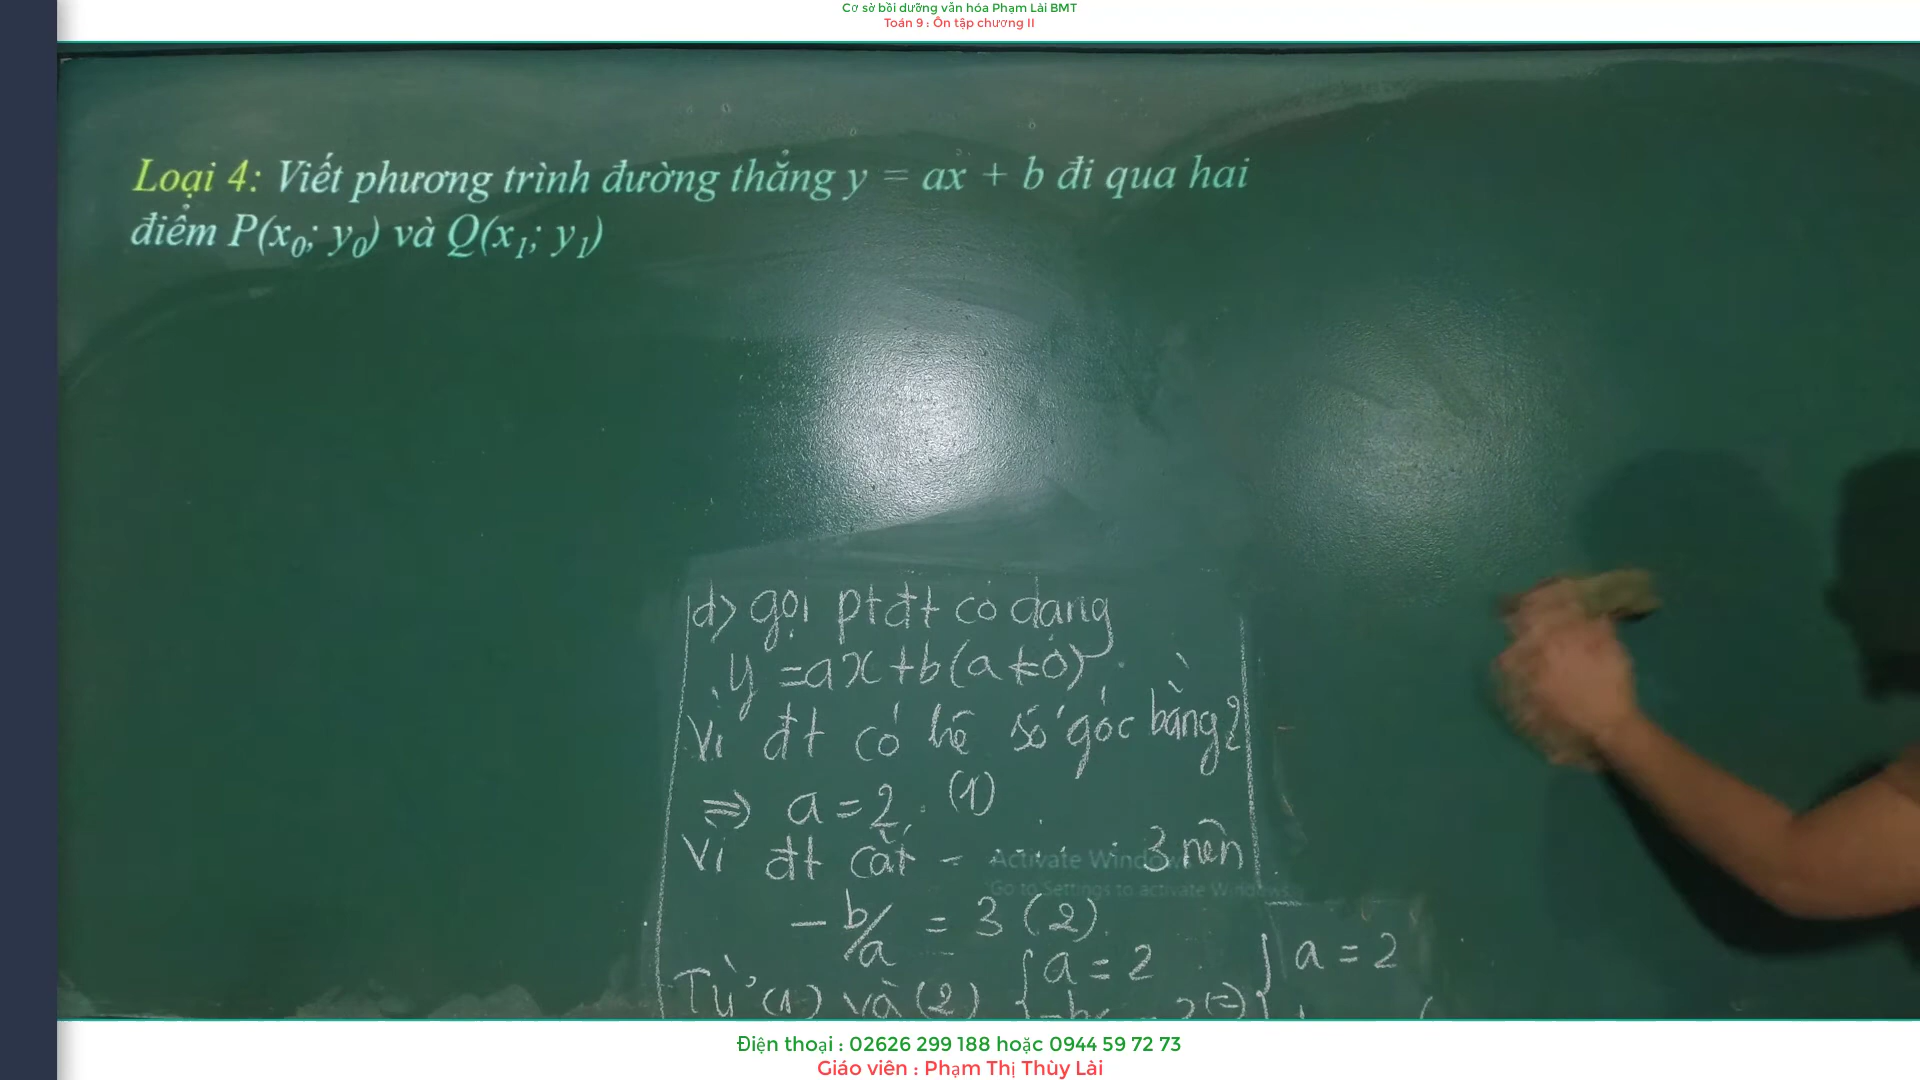 Cơ sở bồi dưỡng văn hóa Phạm Lài BMT
Toán 9 : Ôn tập chương II
Loại 4: Viết phương trình đường thẳng y = ax + b đi qua hai
điểm P(x₀; y₀) và Q(x₁; y₁)
d> gọi ptđt có dạng
y = ax + b (a ≠ 0)
Vì đt có hệ số góc bằng 2
=> a = 2. (1)
Vì đt cắt - . . . . 3 nên
- b/a = 3 (2)
Từ (1) và (2) { a = 2 { a = 2
Activate Windows
Go to Settings to activate Windows.
Điện thoại : 02626 299 188 hoặc 0944 59 72 73
Giáo viên : Phạm Thị Thùy Lài